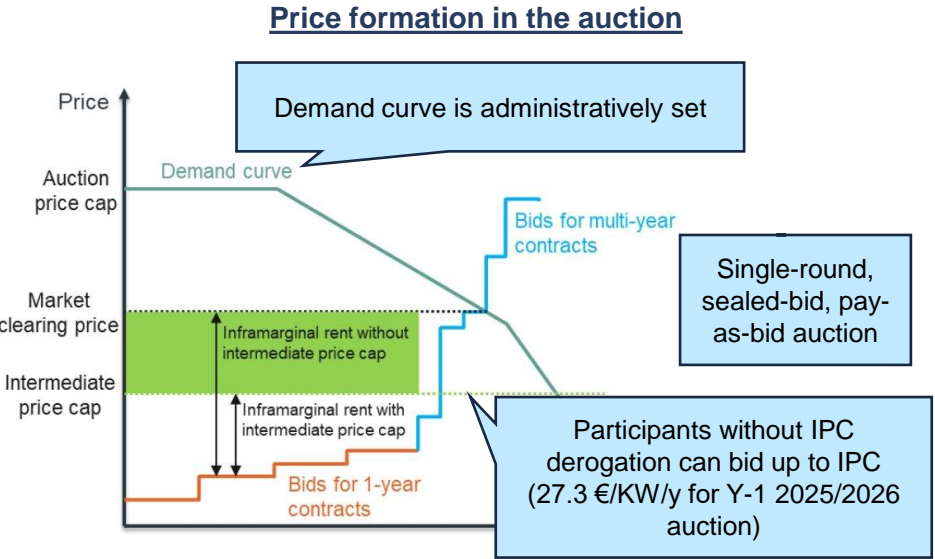 Price formation in the auction
Demand curve is administratively set
Price
Demand curve
Auction
price cap
Bids for multi-year
contracts
Single-round,
sealed-bid, pay-
as-bid auction
Market
clearing price
Inframarginal rent without
intermediate price cap
Intermediate
price cap
Inframarginal rent with
intermediate price cap
Participants without IPC
derogation can bid up to IPC
(27.3 €/KW/y for Y-1 2025/2026
auction)
Bids for 1-year
contracts